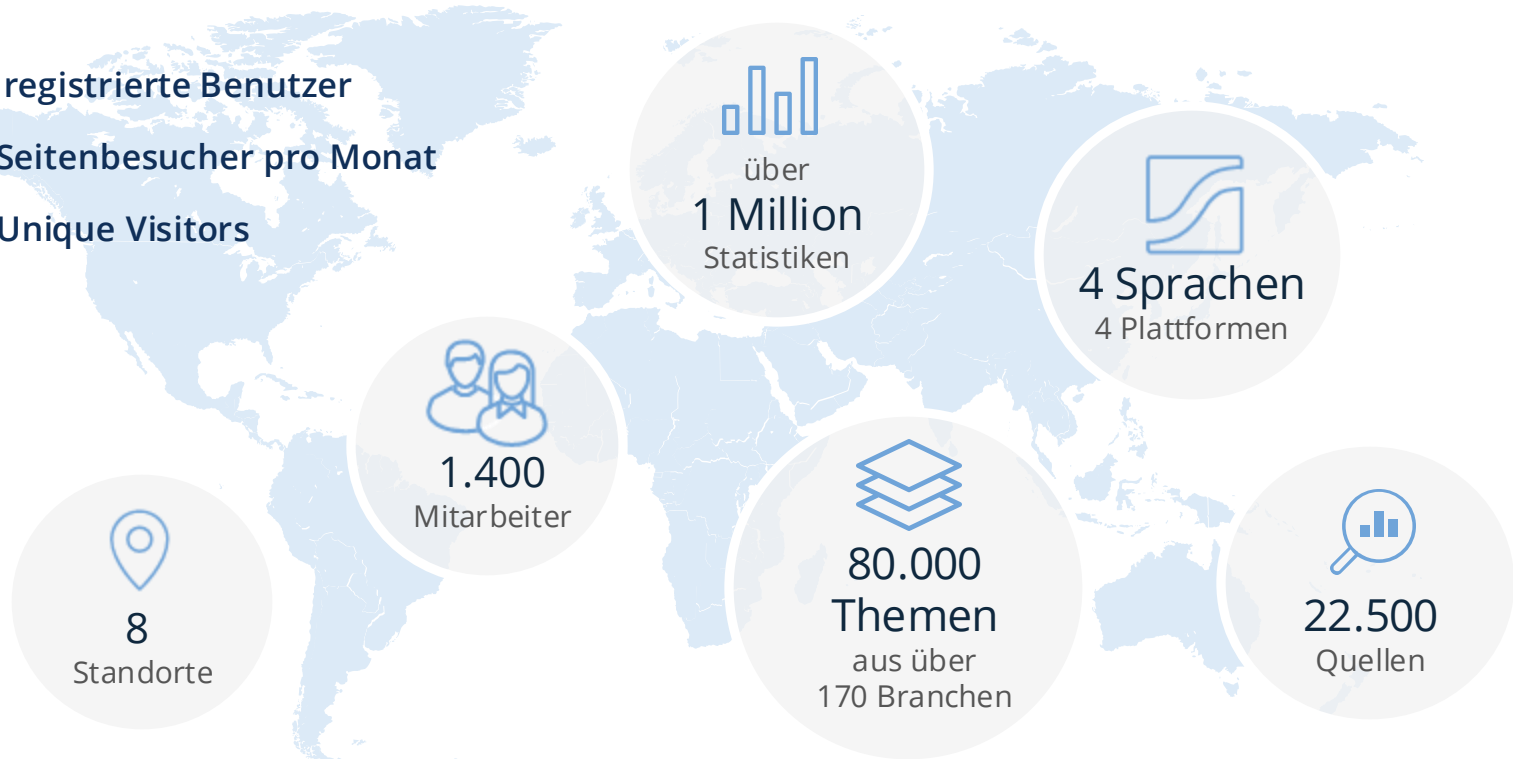 registrierte Benutzer
Seitenbesucher pro Monat
Unique Visitors
über
1 Million
Statistiken
4 Sprachen
4 Plattformen
1.400
Mitarbeiter
8
Standorte
80.000
Themen
aus über
170 Branchen
22.500
Quellen